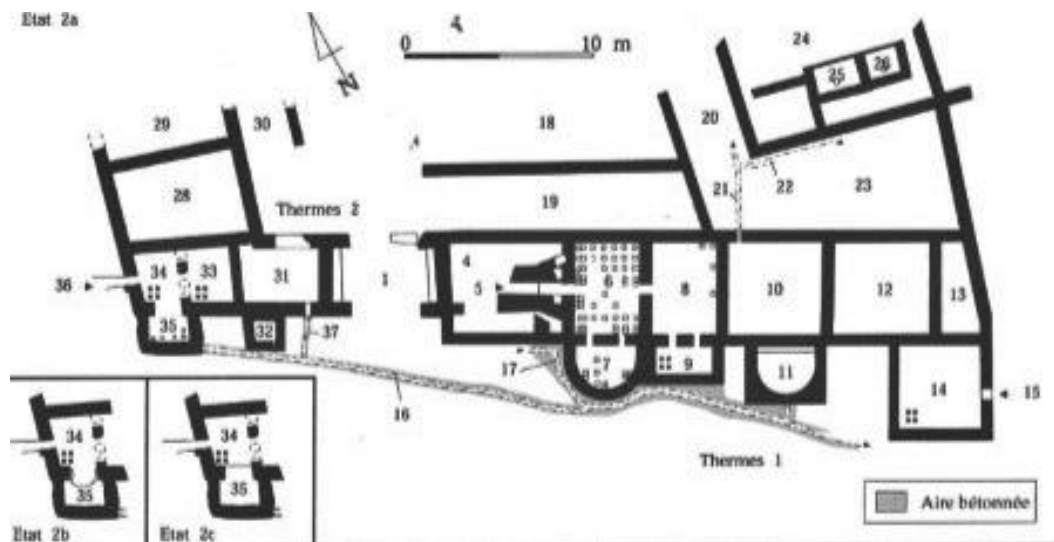 Etat 2a
0 10 m
N
24
25 26
29 30 18 20
28 21 22 23
Thermes 2 19
36 34 33 31 1 4 5 6 8 10 12 13
35 32 37 17 7 9 11 14 15
16
Thermes 1
34 34
35 35
Etat 2b Etat 2c
Aire bétonnée